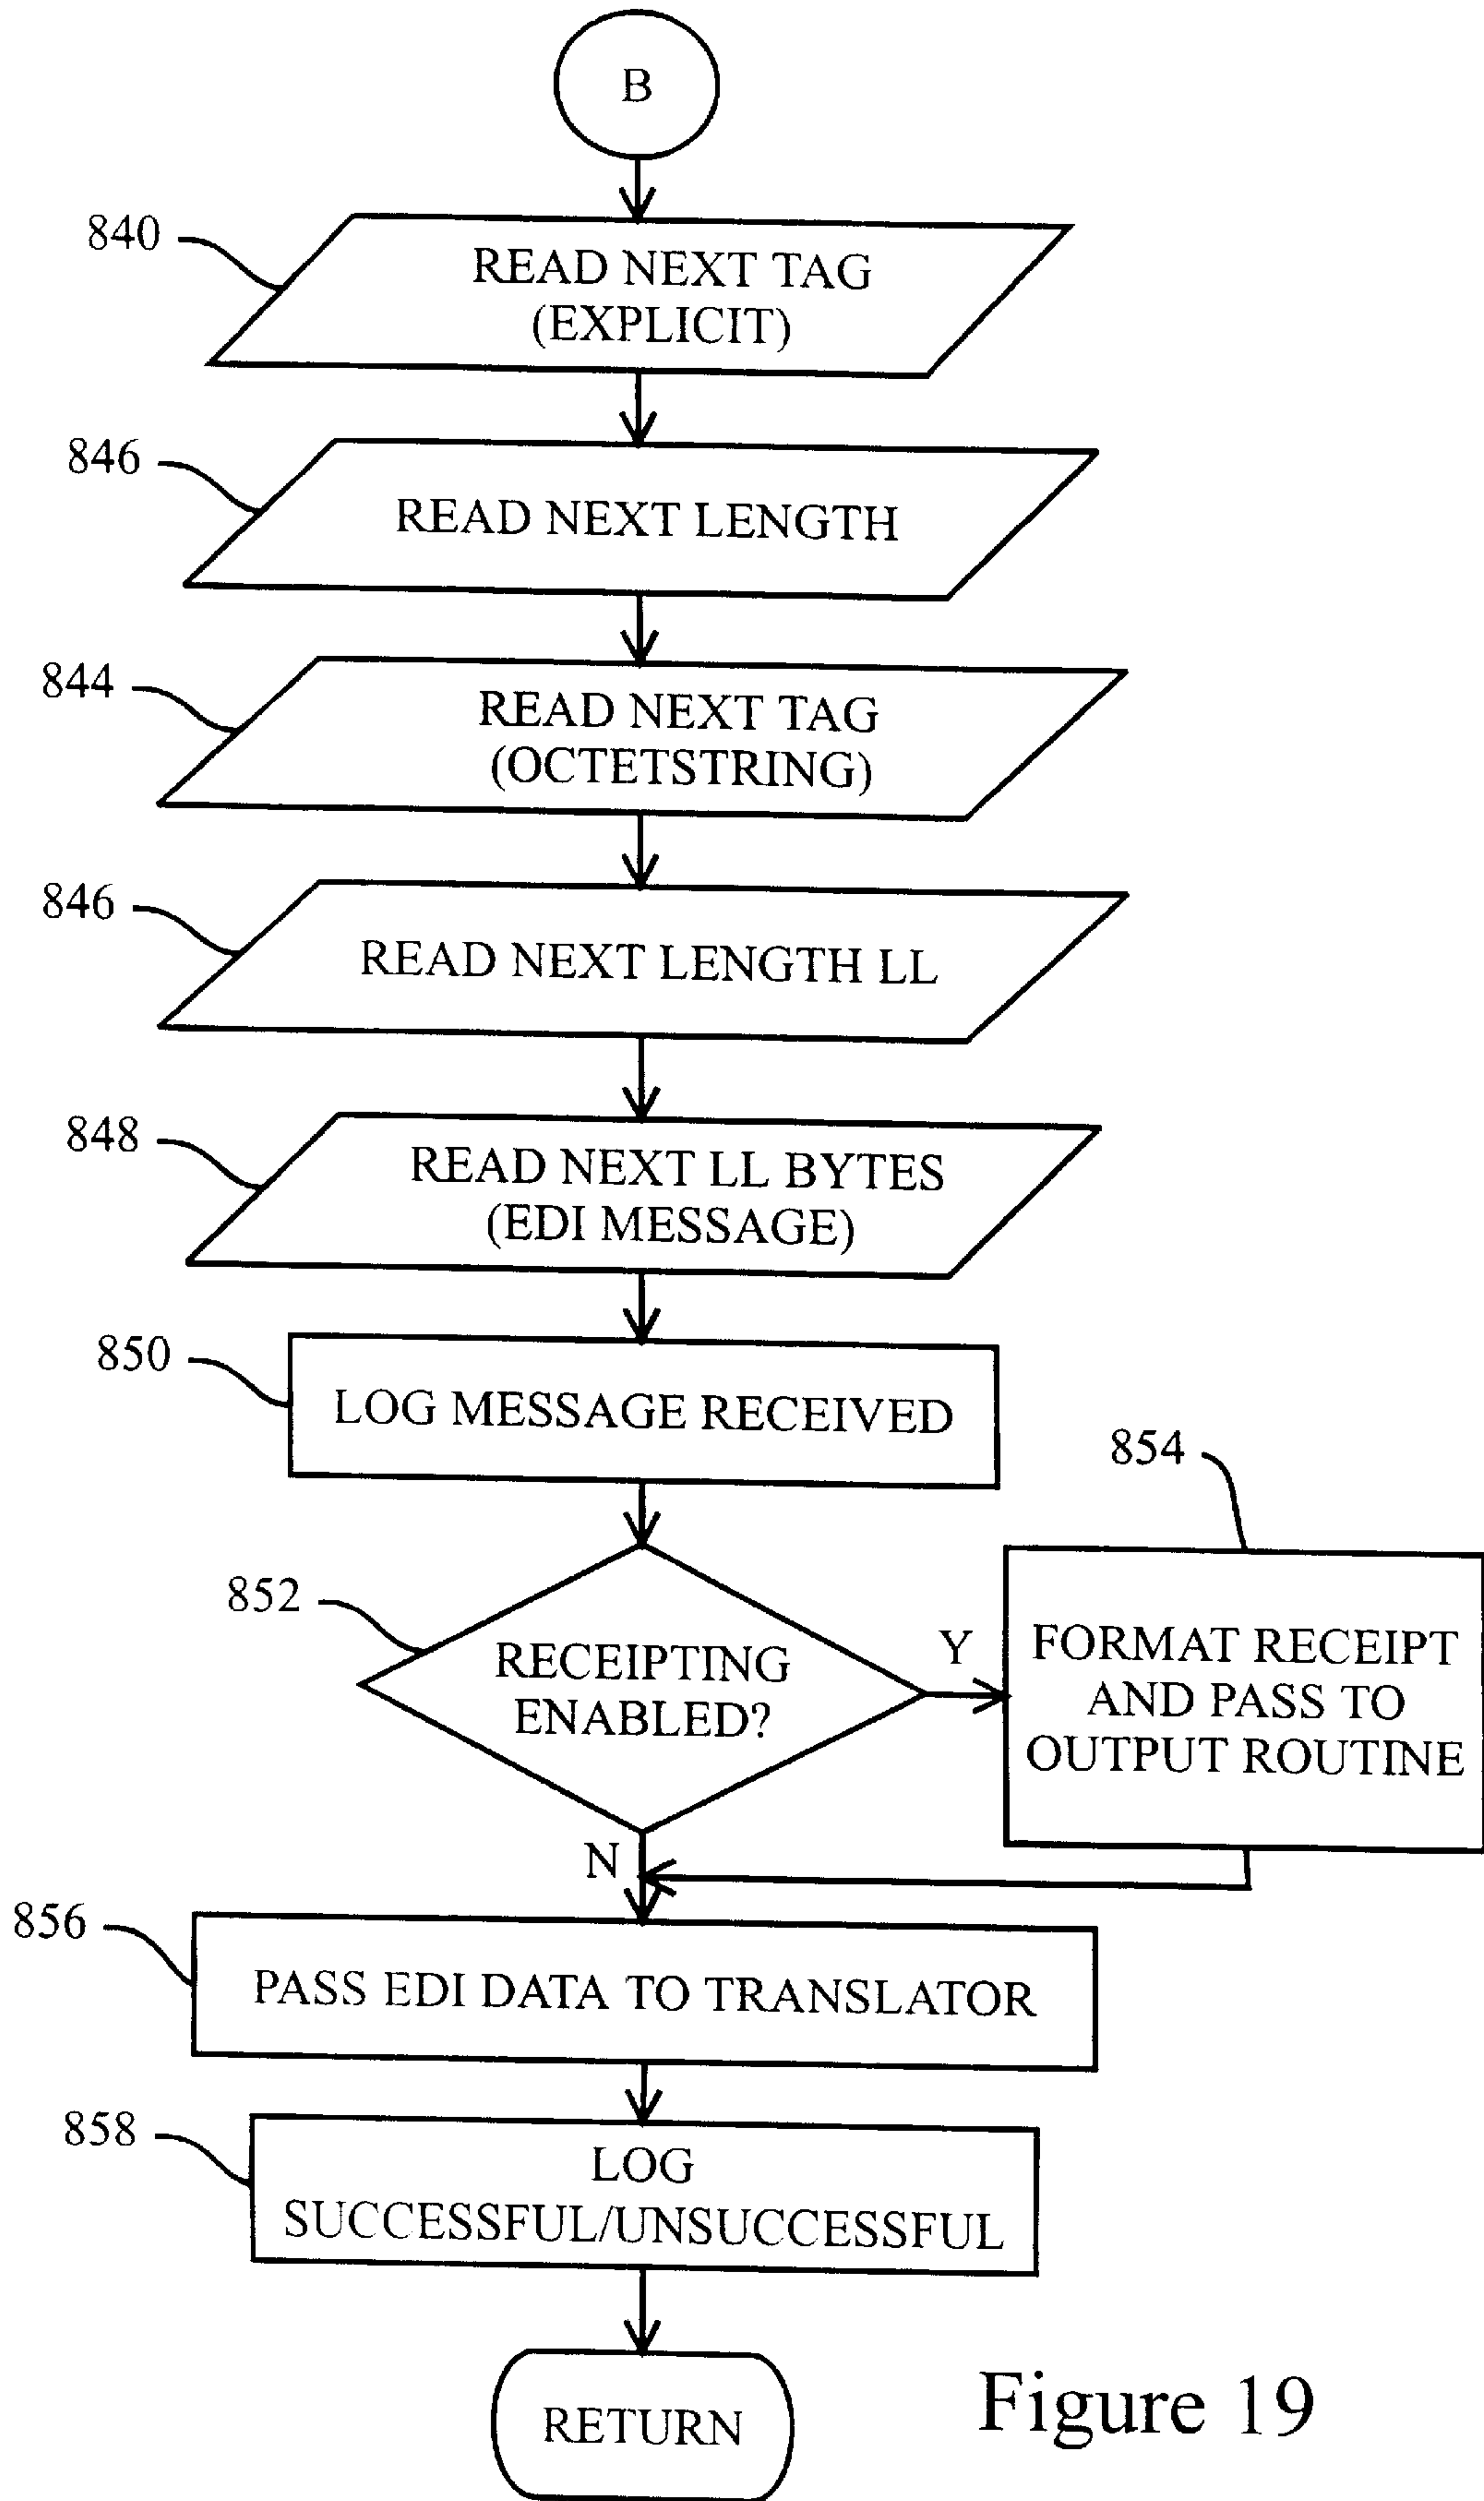 B
840
READ NEXT TAG
(EXPLICIT)
846
READ NEXT LENGTH
844
READ NEXT TAG
(OCTETSTRING)
846
READ NEXT LENGTH LL
848
READ NEXT LL BYTES
(EDI MESSAGE)
850
LOG MESSAGE RECEIVED
852
RECEIPTING
ENABLED?
Y
854
FORMAT RECEIPT
AND PASS TO
OUTPUT ROUTINE
N
856
PASS EDI DATA TO TRANSLATOR
858
LOG
SUCCESSFUL/UNSUCCESSFUL
RETURN
Figure 19